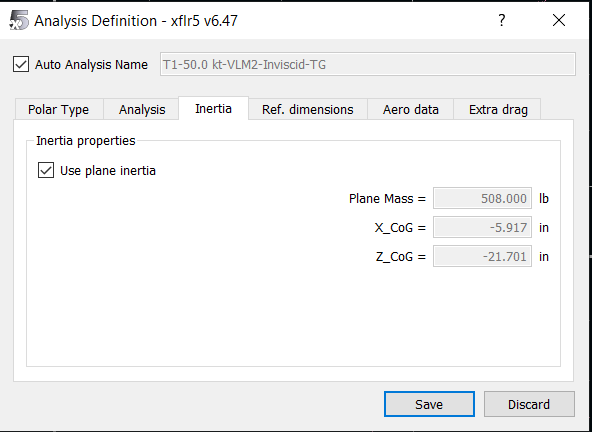 Analysis Definition - xflr5 v6.47
Auto Analysis Name T1-50.0 kt-VLM2-Inviscid-TG
Polar Type Analysis Inertia Ref. dimensions Aero data Extra drag
Inertia properties
Use plane inertia
Plane Mass = 508.000 lb
X_CoG = -5.917 in
Z_CoG = -21.701 in
Save Discard